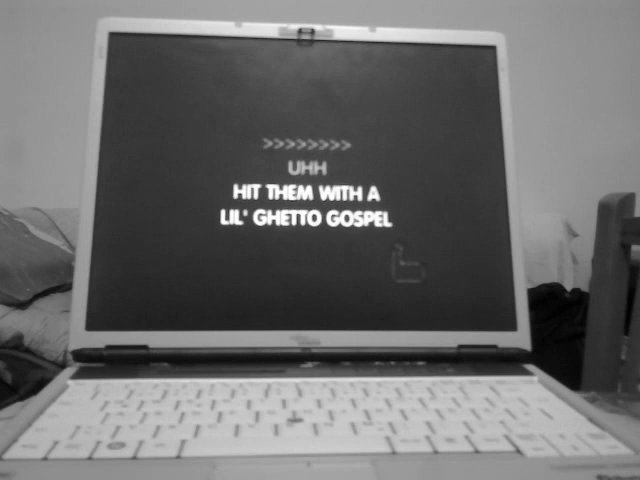 >>>>>>>>
UHH
HIT THEM WITH A
LIL' GHETTO GOSPEL